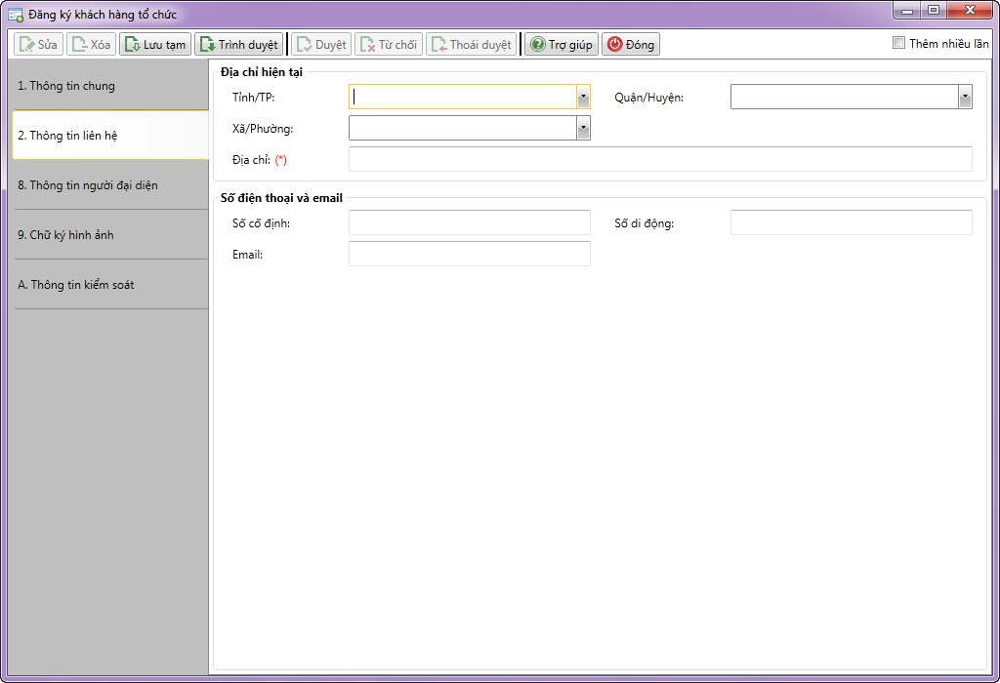 Đăng ký khách hàng tổ chức
Sửa Xóa Lưu tạm Trình duyệt Duyệt Từ chối Thoái duyệt Trợ giúp Đóng Thêm nhiều lần
1. Thông tin chung
2. Thông tin liên hệ
8. Thông tin người đại diện
9. Chữ ký hình ảnh
A. Thông tin kiểm soát
Địa chỉ hiện tại
Tỉnh/TP: Quận/Huyện:
Xã/Phường:
Địa chỉ: (*)
Số điện thoại và email
Số cố định: Số di động:
Email: